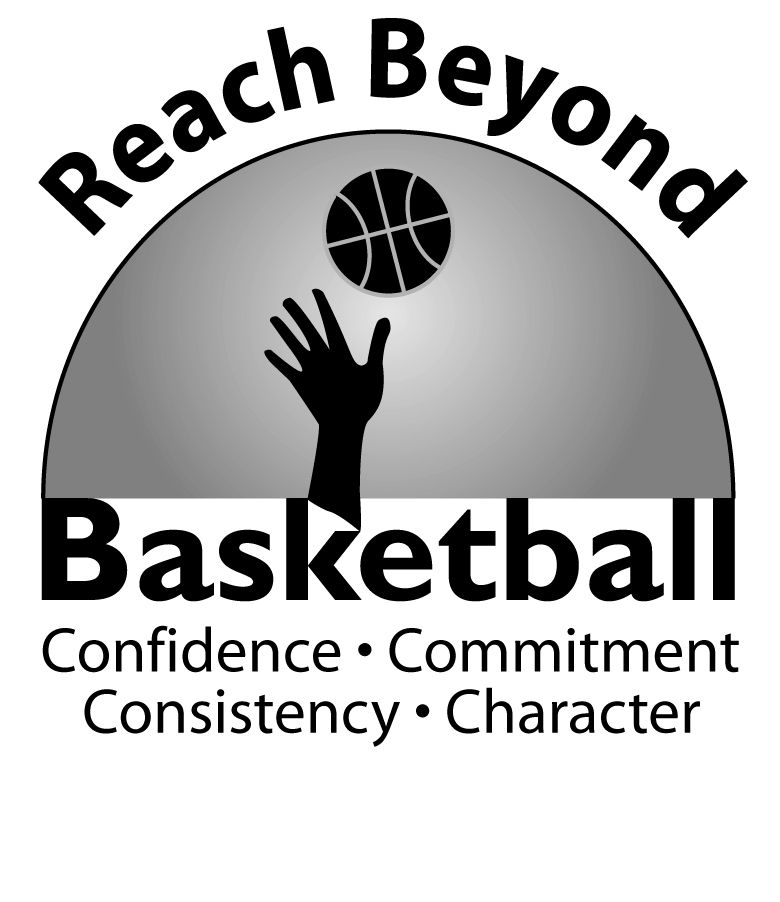 Reach Beyond
Basketball
Confidence • Commitment
Consistency • Character